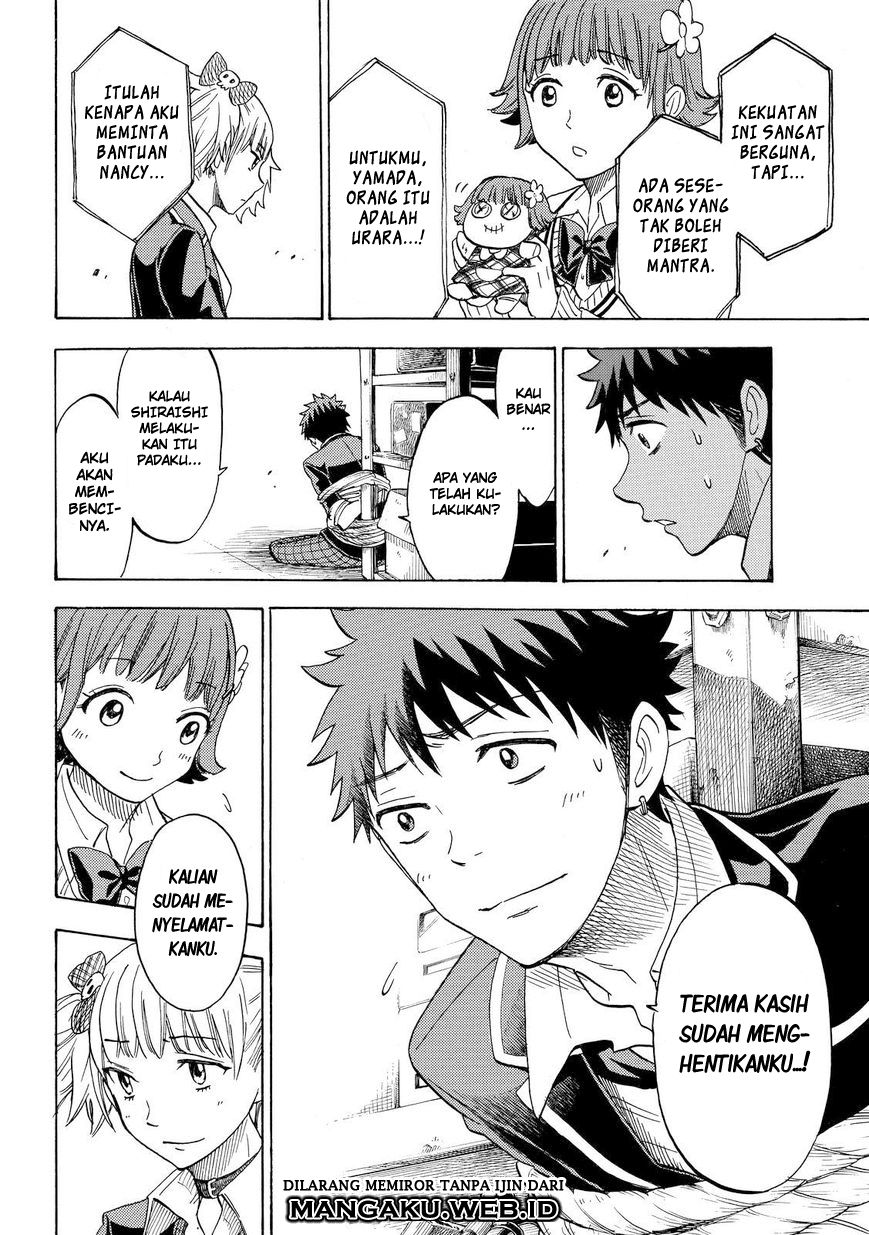 KEKUATAN
INI SANGAT
BERGUNA,
TAPI...
ADA SESE-
ORANG YANG
TAK BOLEH
DIBERI
MANTRA.
UNTUKMU,
YAMADA,
ORANG ITU
ADALAH
URARA...!
ITULAH
KENAPA AKU
MEMINTA
BANTUAN
NANCY...
KAU
BENAR
...
APA YANG
TELAH KU-
LAKUKAN?
KALAU
SHIRAISHI
MELAKU-
KAN ITU
PADAKU...
AKU
AKAN
MEM-
BENCI-
NYA.
TERIMA KASIH
SUDAH MENG-
HENTIKANKU...!
KALIAN
SUDAH ME-
NYELAMAT-
KANKU.
DILARANG MEMIROR TANPA IJIN DARI
MANGAKU.WEB.ID